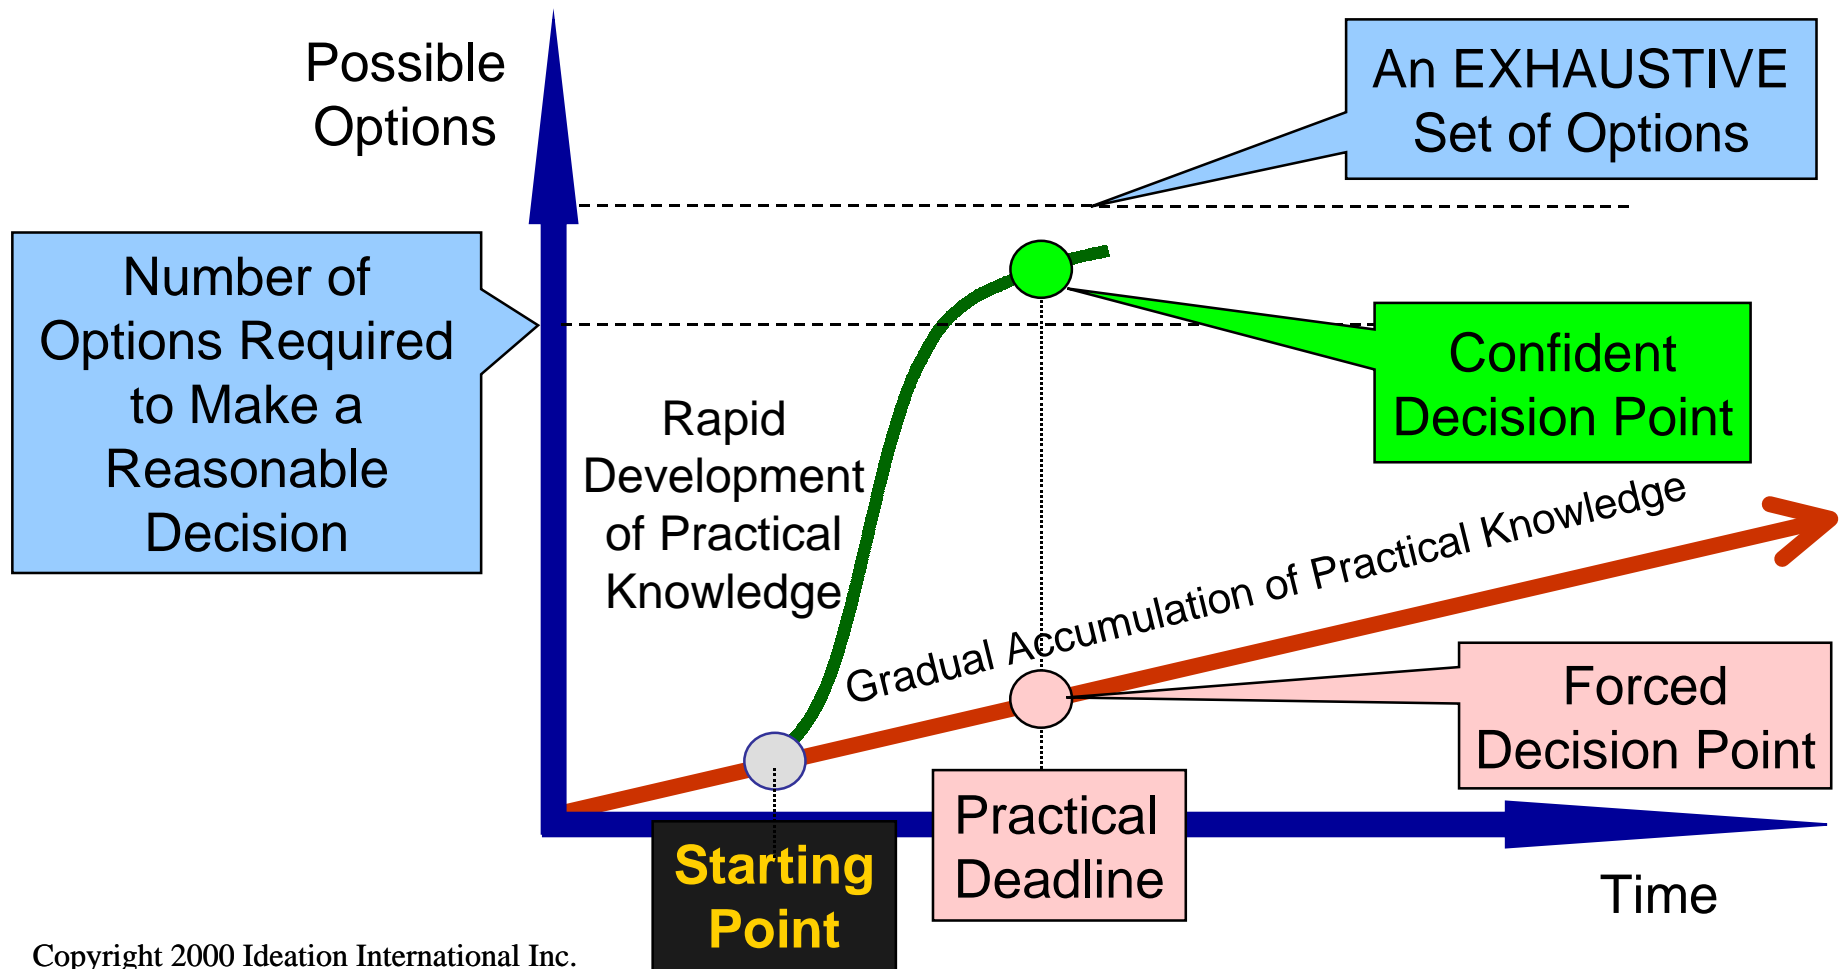 Possible
Options
An EXHAUSTIVE
Set of Options
Number of
Options Required
to Make a
Reasonable
Decision
Confident
Decision Point
Rapid
Development
of Practical
Knowledge
Gradual Accumulation of Practical Knowledge
Forced
Decision Point
Practical
Deadline
Starting
Point
Time
Copyright 2000 Ideation International Inc.